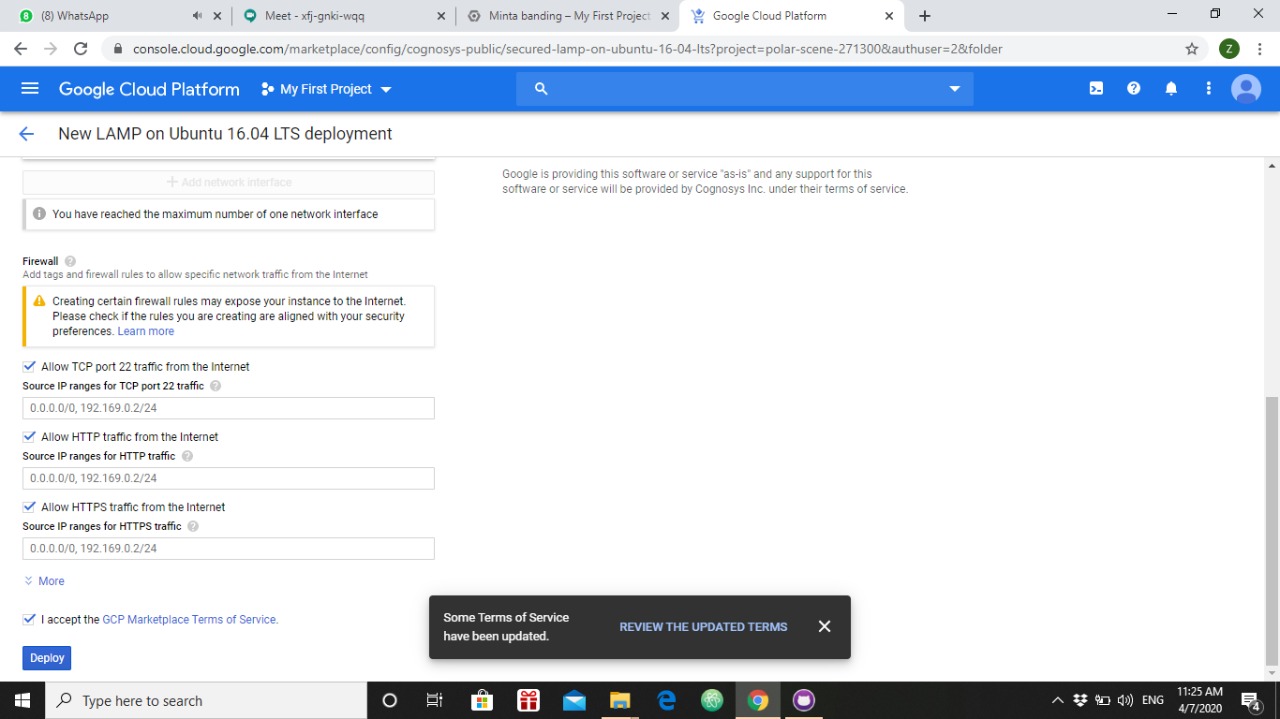 (8) WhatsApp
Meet - xfj-gnki-wqq
Minta banding – My First Project
Google Cloud Platform
console.cloud.google.com/marketplace/config/cognosys-public/secured-lamp-on-ubuntu-16-04-lts?project=polar-scene-271300&authuser=2&folder
Z
Google Cloud Platform
My First Project
New LAMP on Ubuntu 16.04 LTS deployment
Add network interface
You have reached the maximum number of one network interface
Google is providing this software or service "as-is" and any support for this
software or service will be provided by Cognosys Inc. under their terms of service.
Firewall
Add tags and firewall rules to allow specific network traffic from the Internet
Creating certain firewall rules may expose your instance to the Internet.
Please check if the rules you are creating are aligned with your security
preferences. Learn more
Allow TCP port 22 traffic from the Internet
Source IP ranges for TCP port 22 traffic
0.0.0.0/0, 192.169.0.2/24
Allow HTTP traffic from the Internet
Source IP ranges for HTTP traffic
0.0.0.0/0, 192.169.0.2/24
Allow HTTPS traffic from the Internet
Source IP ranges for HTTPS traffic
0.0.0.0/0, 192.169.0.2/24
More
I accept the GCP Marketplace Terms of Service.
Deploy
Some Terms of Service
have been updated.
REVIEW THE UPDATED TERMS
Type here to search
ENG
11:25 AM
4/7/2020
4